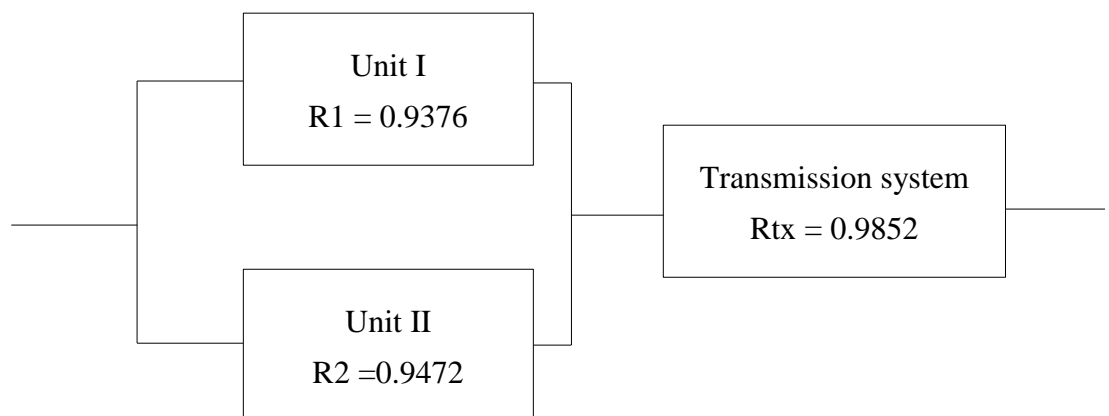 Unit I
R1 = 0.9376
Transmission system
Rtx = 0.9852
Unit II
R2 =0.9472